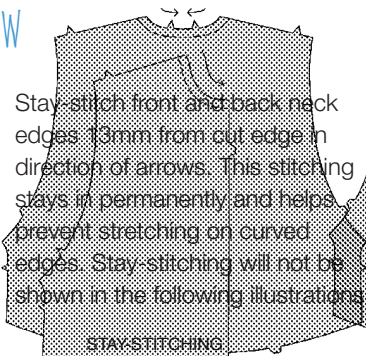 W
Stay-stitch front and back neck
edges 13mm from cut edge in
direction of arrows. This stitching
stays in permanently and helps
prevent stretching on curved
edges. Stay-stitching will not be
shown in the following illustrations
STAY-STITCHING